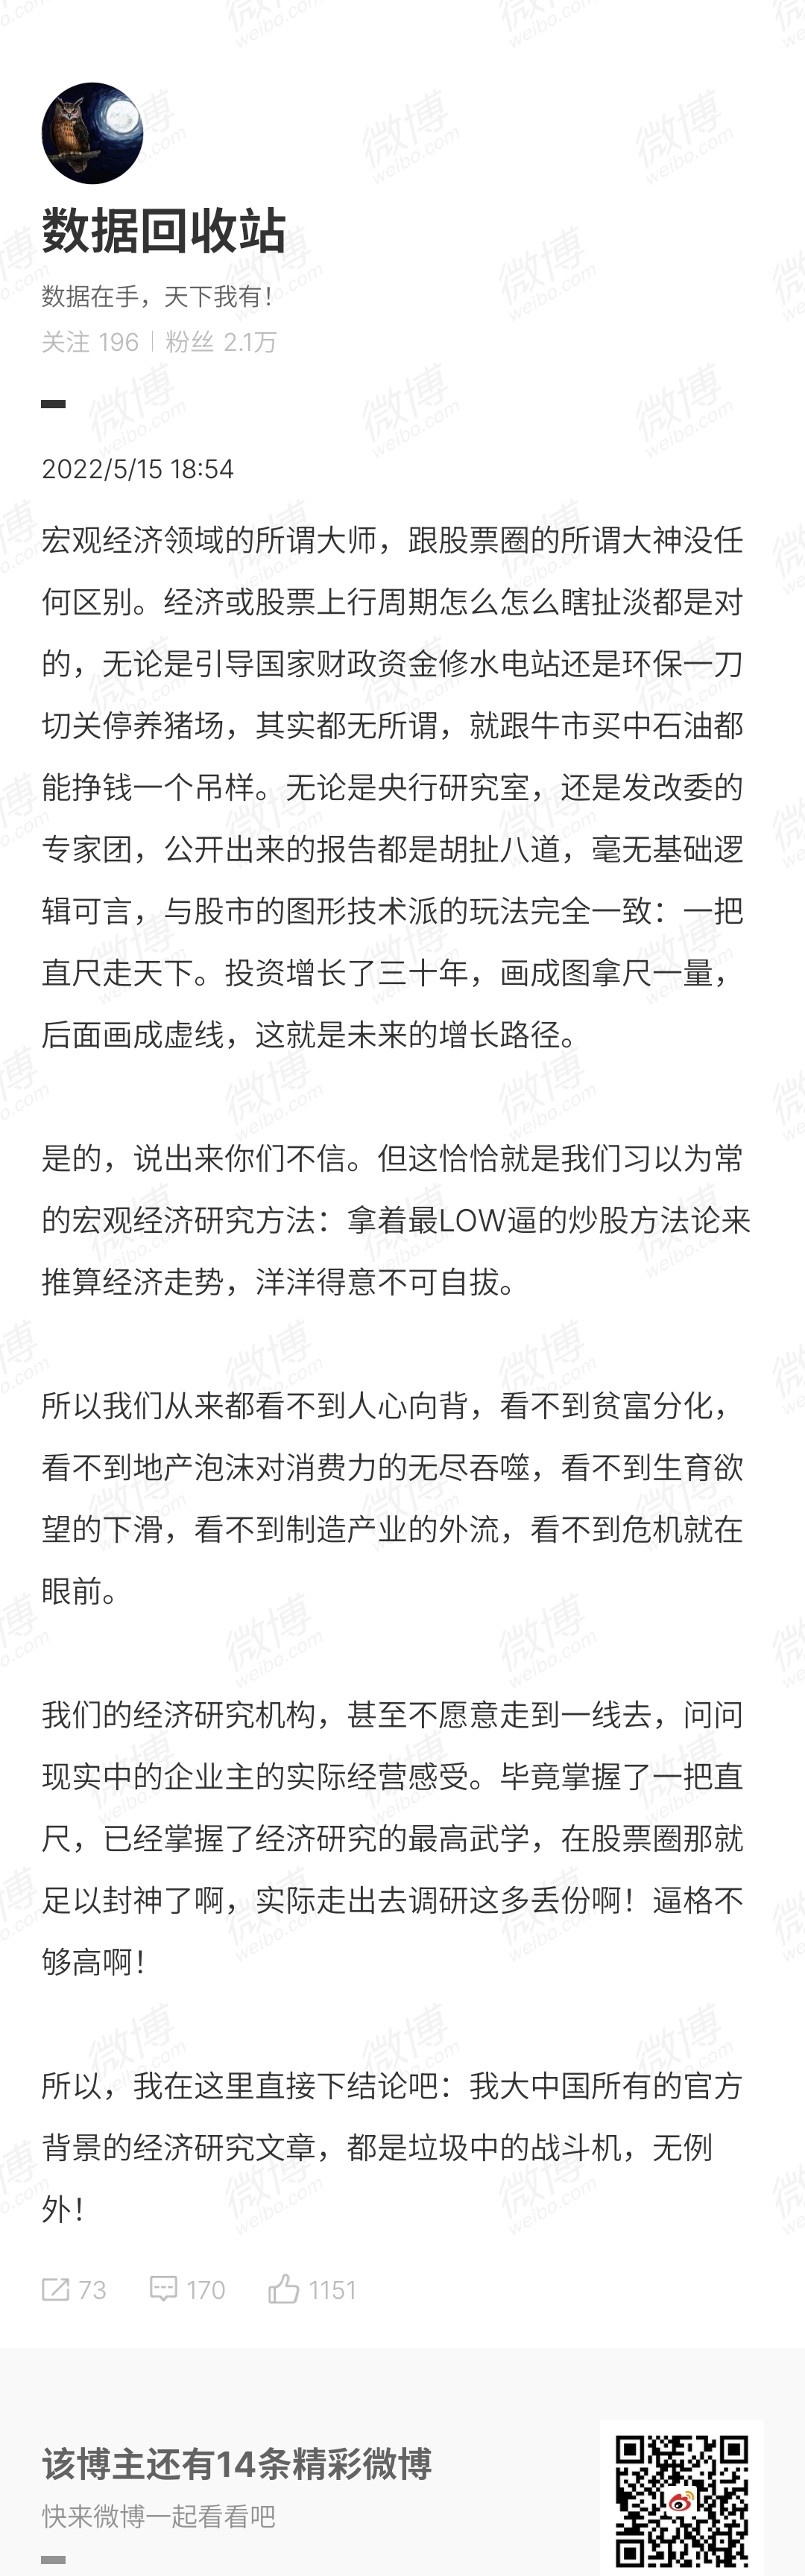 数据回收站
数据在手，天下我有！
关注 196 | 粉丝 2.1万
2022/5/15 18:54
宏观经济领域的所谓大师，跟股票圈的所谓大神没任
何区别。经济或股票上行周期怎么怎么瞎扯淡都是对
的，无论是引导国家财政资金修水电站还是环保一刀
切关停养猪场，其实都无所谓，就跟牛市买中石油都
能挣钱一个吊样。无论是央行研究室，还是发改委的
专家团，公开出来的报告都是胡扯八道，毫无基础逻
辑可言，与股市的图形技术派的玩法完全一致：一把
直尺走天下。投资增长了三十年，画成图拿尺一量，
后面画成虚线，这就是未来的增长路径。
是的，说出来你们不信。但这恰恰就是我们习以为常
的宏观经济研究方法：拿着最LOW逼的炒股方法论来
推算经济走势，洋洋得意不可自拔。
所以我们从来都看不到人心向背，看不到贫富分化，
看不到地产泡沫对消费力的无尽吞噬，看不到生育欲
望的下滑，看不到制造产业的外流，看不到危机就在
眼前。
我们的经济研究机构，甚至不愿意走到一线去，问问
现实中的企业主的实际经营感受。毕竟掌握了一把直
尺，已经掌握了经济研究的最高武学，在股票圈那就
足以封神了啊，实际走出去调研这多丢份啊！逼格不
够高啊！
所以，我在这里直接下结论吧：我大中国所有的官方
背景的经济研究文章，都是垃圾中的战斗机，无例
外！
73 170 1151
该博主还有14条精彩微博
快来微博一起看看吧
微博
weibo.com